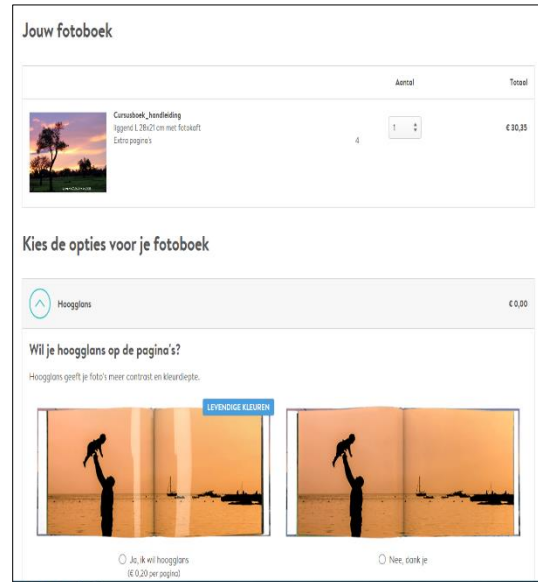 Jouw fotoboek
Aantal Totaal
Cursusboek_handleiding
liggend L 28x21 cm met fotokaft
Extra pagina's 4
1
€ 30,35
Kies de opties voor je fotoboek
Hoogglans € 0,00
Wil je hoogglans op de pagina's?
Hoogglans geeft je foto's meer contrast en kleurdiepte.
LEVENDIGE KLEUREN
Ja, ik wil hoogglans
(€ 0,20 per pagina)
Nee, dank je